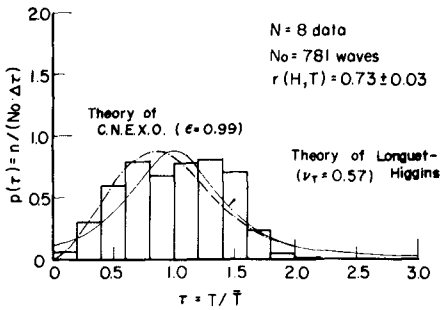 2.0
N = 8 data
No = 781 waves
r (H,T) = 0.73 ± 0.03
1.5
Theory of
C.N.E.X.O. ( ϵ = 0.99)
1.0
Theory of Longuet-
(νT = 0.57) Higgins
0.5
0
p(τ) = n/(No·Δτ)
0.0 0.5 1.0 1.5 2.0 3.0
τ = T/T̄